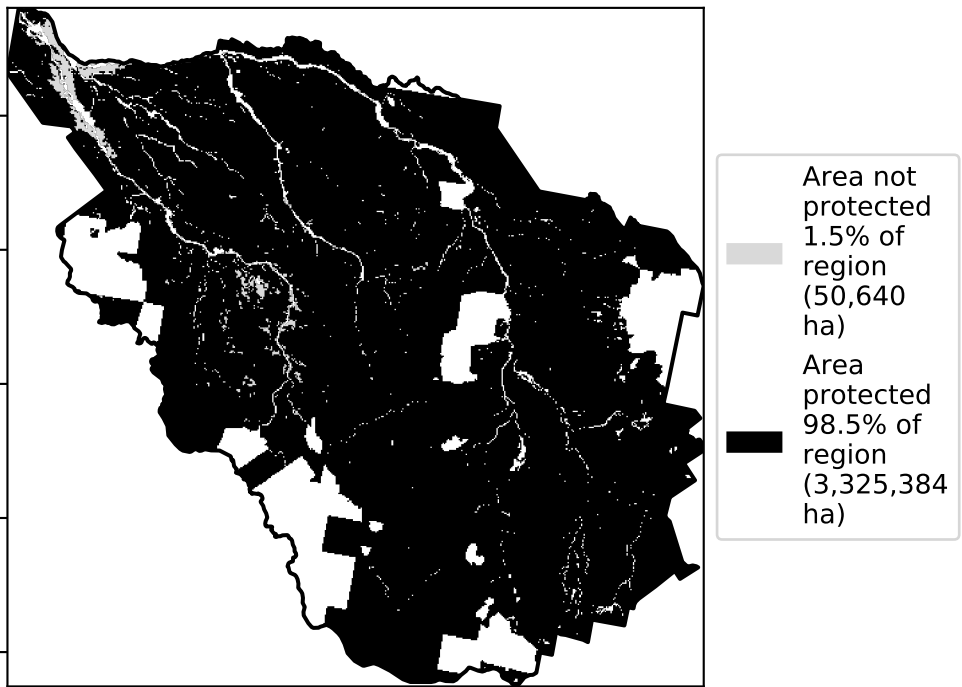 Area not
protected
1.5% of
region
(50,640
ha)
Area
protected
98.5% of
region
(3,325,384
ha)